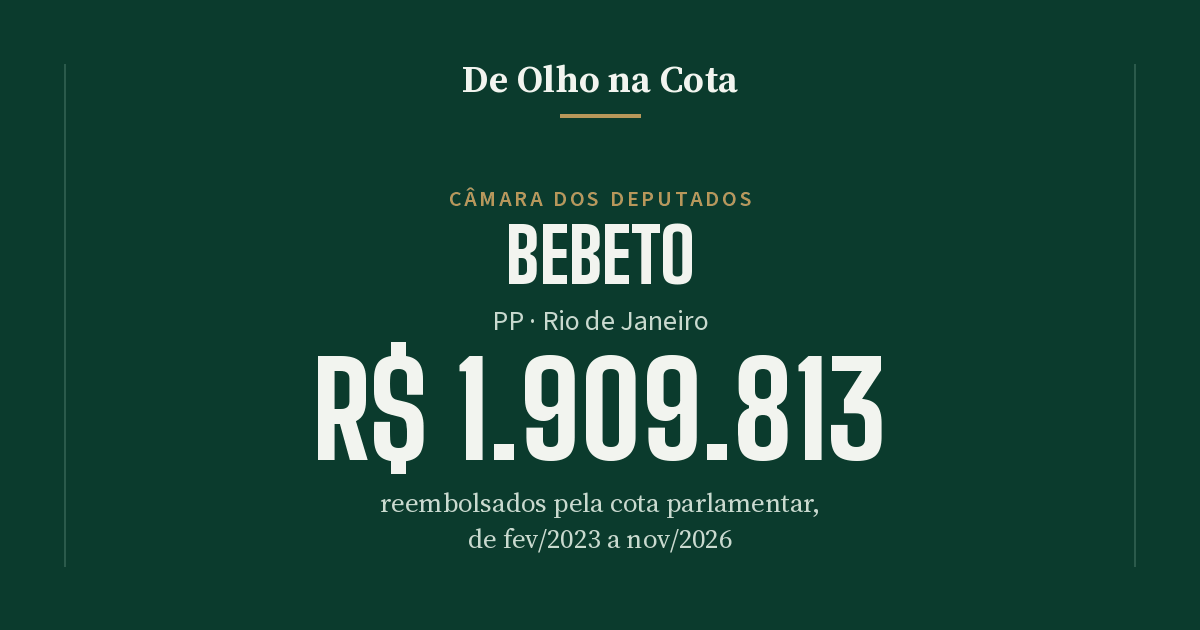 De Olho na Cota
CÂMARA DOS DEPUTADOS
BEBETO
PP · Rio de Janeiro
R$ 1.909.813
reembolsados pela cota parlamentar,
de fev/2023 a nov/2026